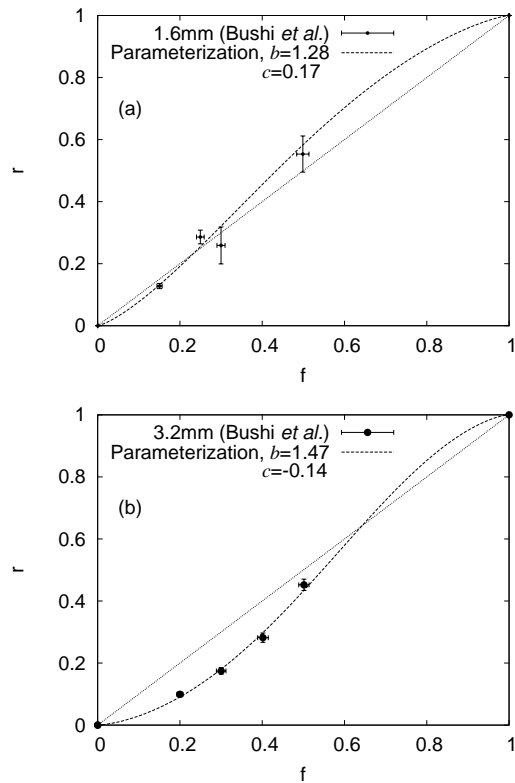 1.6mm (Bushi et al.)
Parameterization, b=1.28
c=0.17
(a)
r
1
0.8
0.6
0.4
0.2
0
0 0.2 0.4 0.6 0.8 1
f
3.2mm (Bushi et al.)
Parameterization, b=1.47
c=-0.14
(b)
r
1
0.8
0.6
0.4
0.2
0
0 0.2 0.4 0.6 0.8 1
f